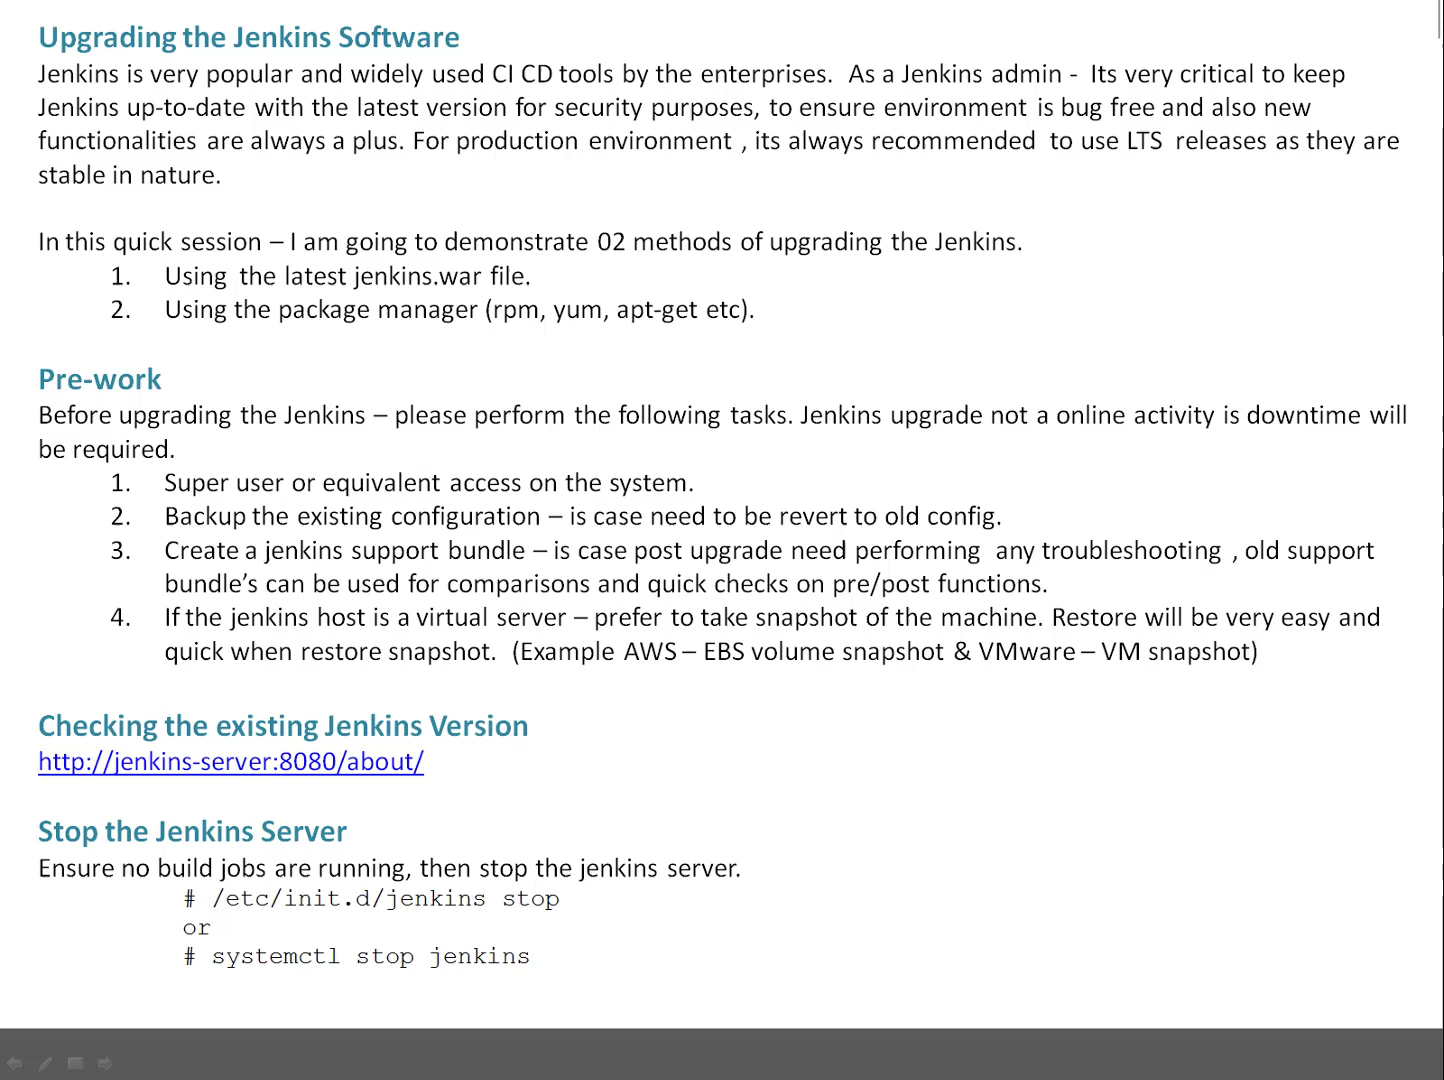 Upgrading the Jenkins Software
Jenkins is very popular and widely used CI CD tools by the enterprises.  As a Jenkins admin -  Its very critical to keep
Jenkins up-to-date with the latest version for security purposes, to ensure environment is bug free and also new
functionalities are always a plus. For production environment , its always recommended  to use LTS  releases as they are
stable in nature.
In this quick session – I am going to demonstrate 02 methods of upgrading the Jenkins.
1. Using  the latest jenkins.war file.
2. Using the package manager (rpm, yum, apt-get etc).
Pre-work
Before upgrading the Jenkins – please perform the following tasks. Jenkins upgrade not a online activity is downtime will
be required.
1. Super user or equivalent access on the system.
2. Backup the existing configuration – is case need to be revert to old config.
3. Create a jenkins support bundle – is case post upgrade need performing  any troubleshooting , old support
bundle’s can be used for comparisons and quick checks on pre/post functions.
4. If the jenkins host is a virtual server – prefer to take snapshot of the machine. Restore will be very easy and
quick when restore snapshot.  (Example AWS – EBS volume snapshot & VMware – VM snapshot)
Checking the existing Jenkins Version
http://jenkins-server:8080/about/
Stop the Jenkins Server
Ensure no build jobs are running, then stop the jenkins server.
# /etc/init.d/jenkins stop
or
# systemctl stop jenkins